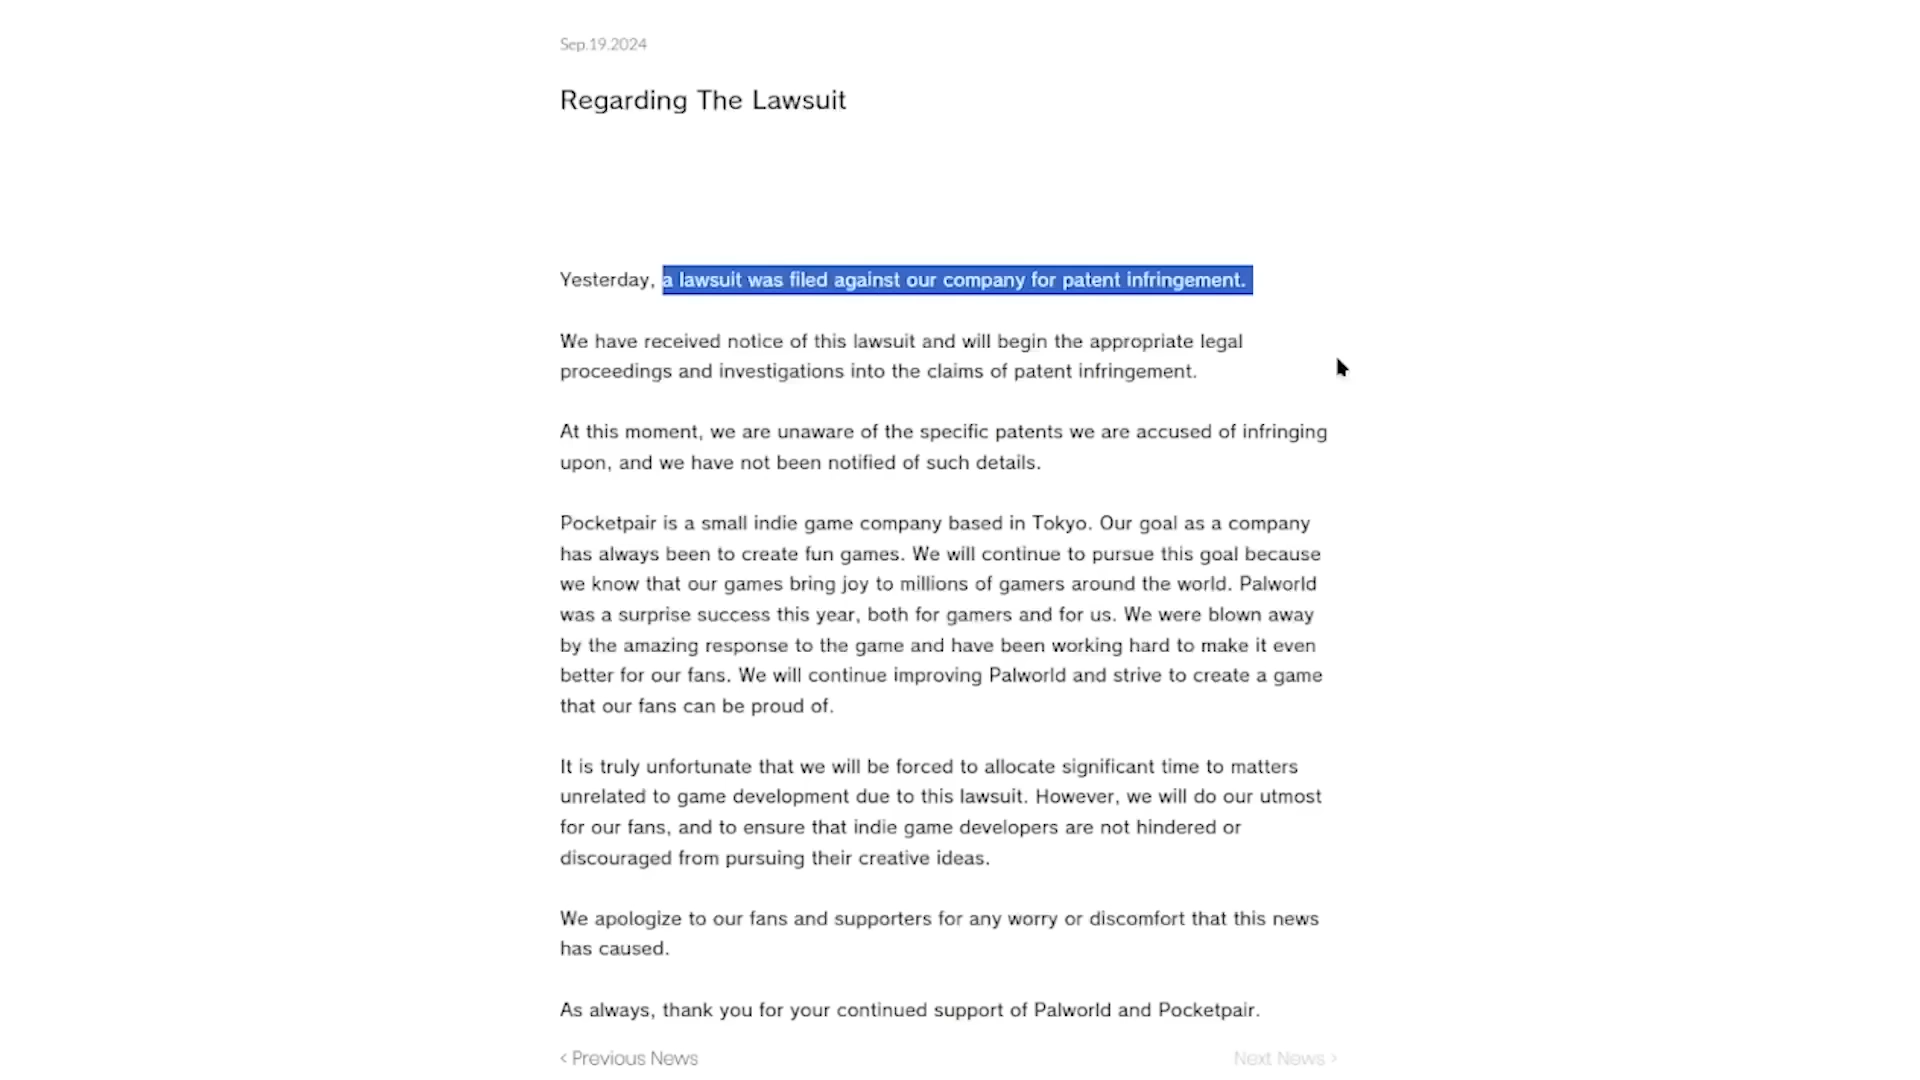 Sep.19.2024
Regarding The Lawsuit
Yesterday, a lawsuit was filed against our company for patent infringement.
We have received notice of this lawsuit and will begin the appropriate legal
proceedings and investigations into the claims of patent infringement.
At this moment, we are unaware of the specific patents we are accused of infringing
upon, and we have not been notified of such details.
Pocketpair is a small indie game company based in Tokyo. Our goal as a company
has always been to create fun games. We will continue to pursue this goal because
we know that our games bring joy to millions of gamers around the world. Palworld
was a surprise success this year, both for gamers and for us. We were blown away
by the amazing response to the game and have been working hard to make it even
better for our fans. We will continue improving Palworld and strive to create a game
that our fans can be proud of.
It is truly unfortunate that we will be forced to allocate significant time to matters
unrelated to game development due to this lawsuit. However, we will do our utmost
for our fans, and to ensure that indie game developers are not hindered or
discouraged from pursuing their creative ideas.
We apologize to our fans and supporters for any worry or discomfort that this news
has caused.
As always, thank you for your continued support of Palworld and Pocketpair.
< Previous News
Next News >